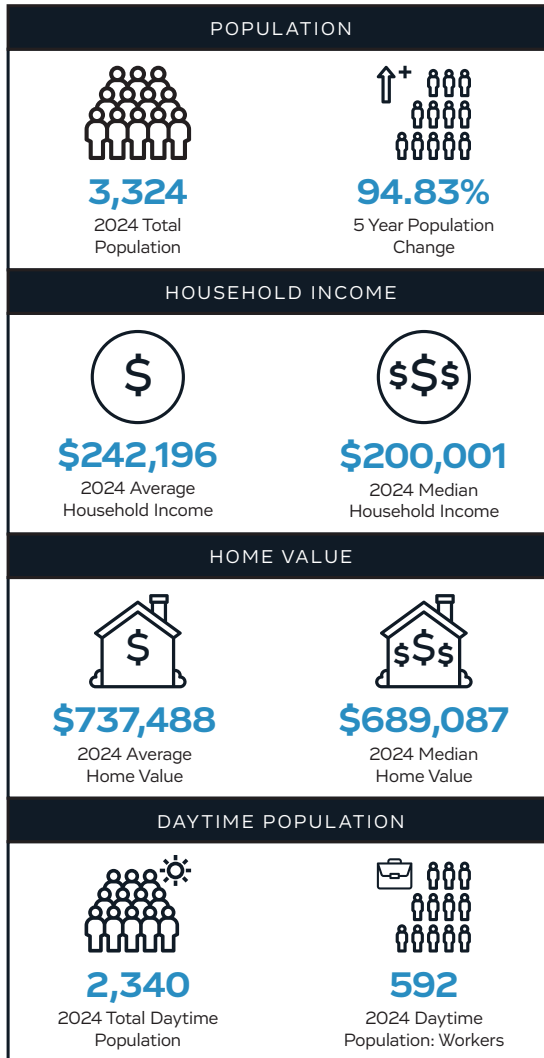 POPULATION
3,324
2024 Total
Population
94.83%
5 Year Population
Change
HOUSEHOLD INCOME
$
$242,196
2024 Average
Household Income
$$$
$200,001
2024 Median
Household Income
HOME VALUE
$
$737,488
2024 Average
Home Value
$$$
$689,087
2024 Median
Home Value
DAYTIME POPULATION
2,340
2024 Total Daytime
Population
592
2024 Daytime
Population: Workers